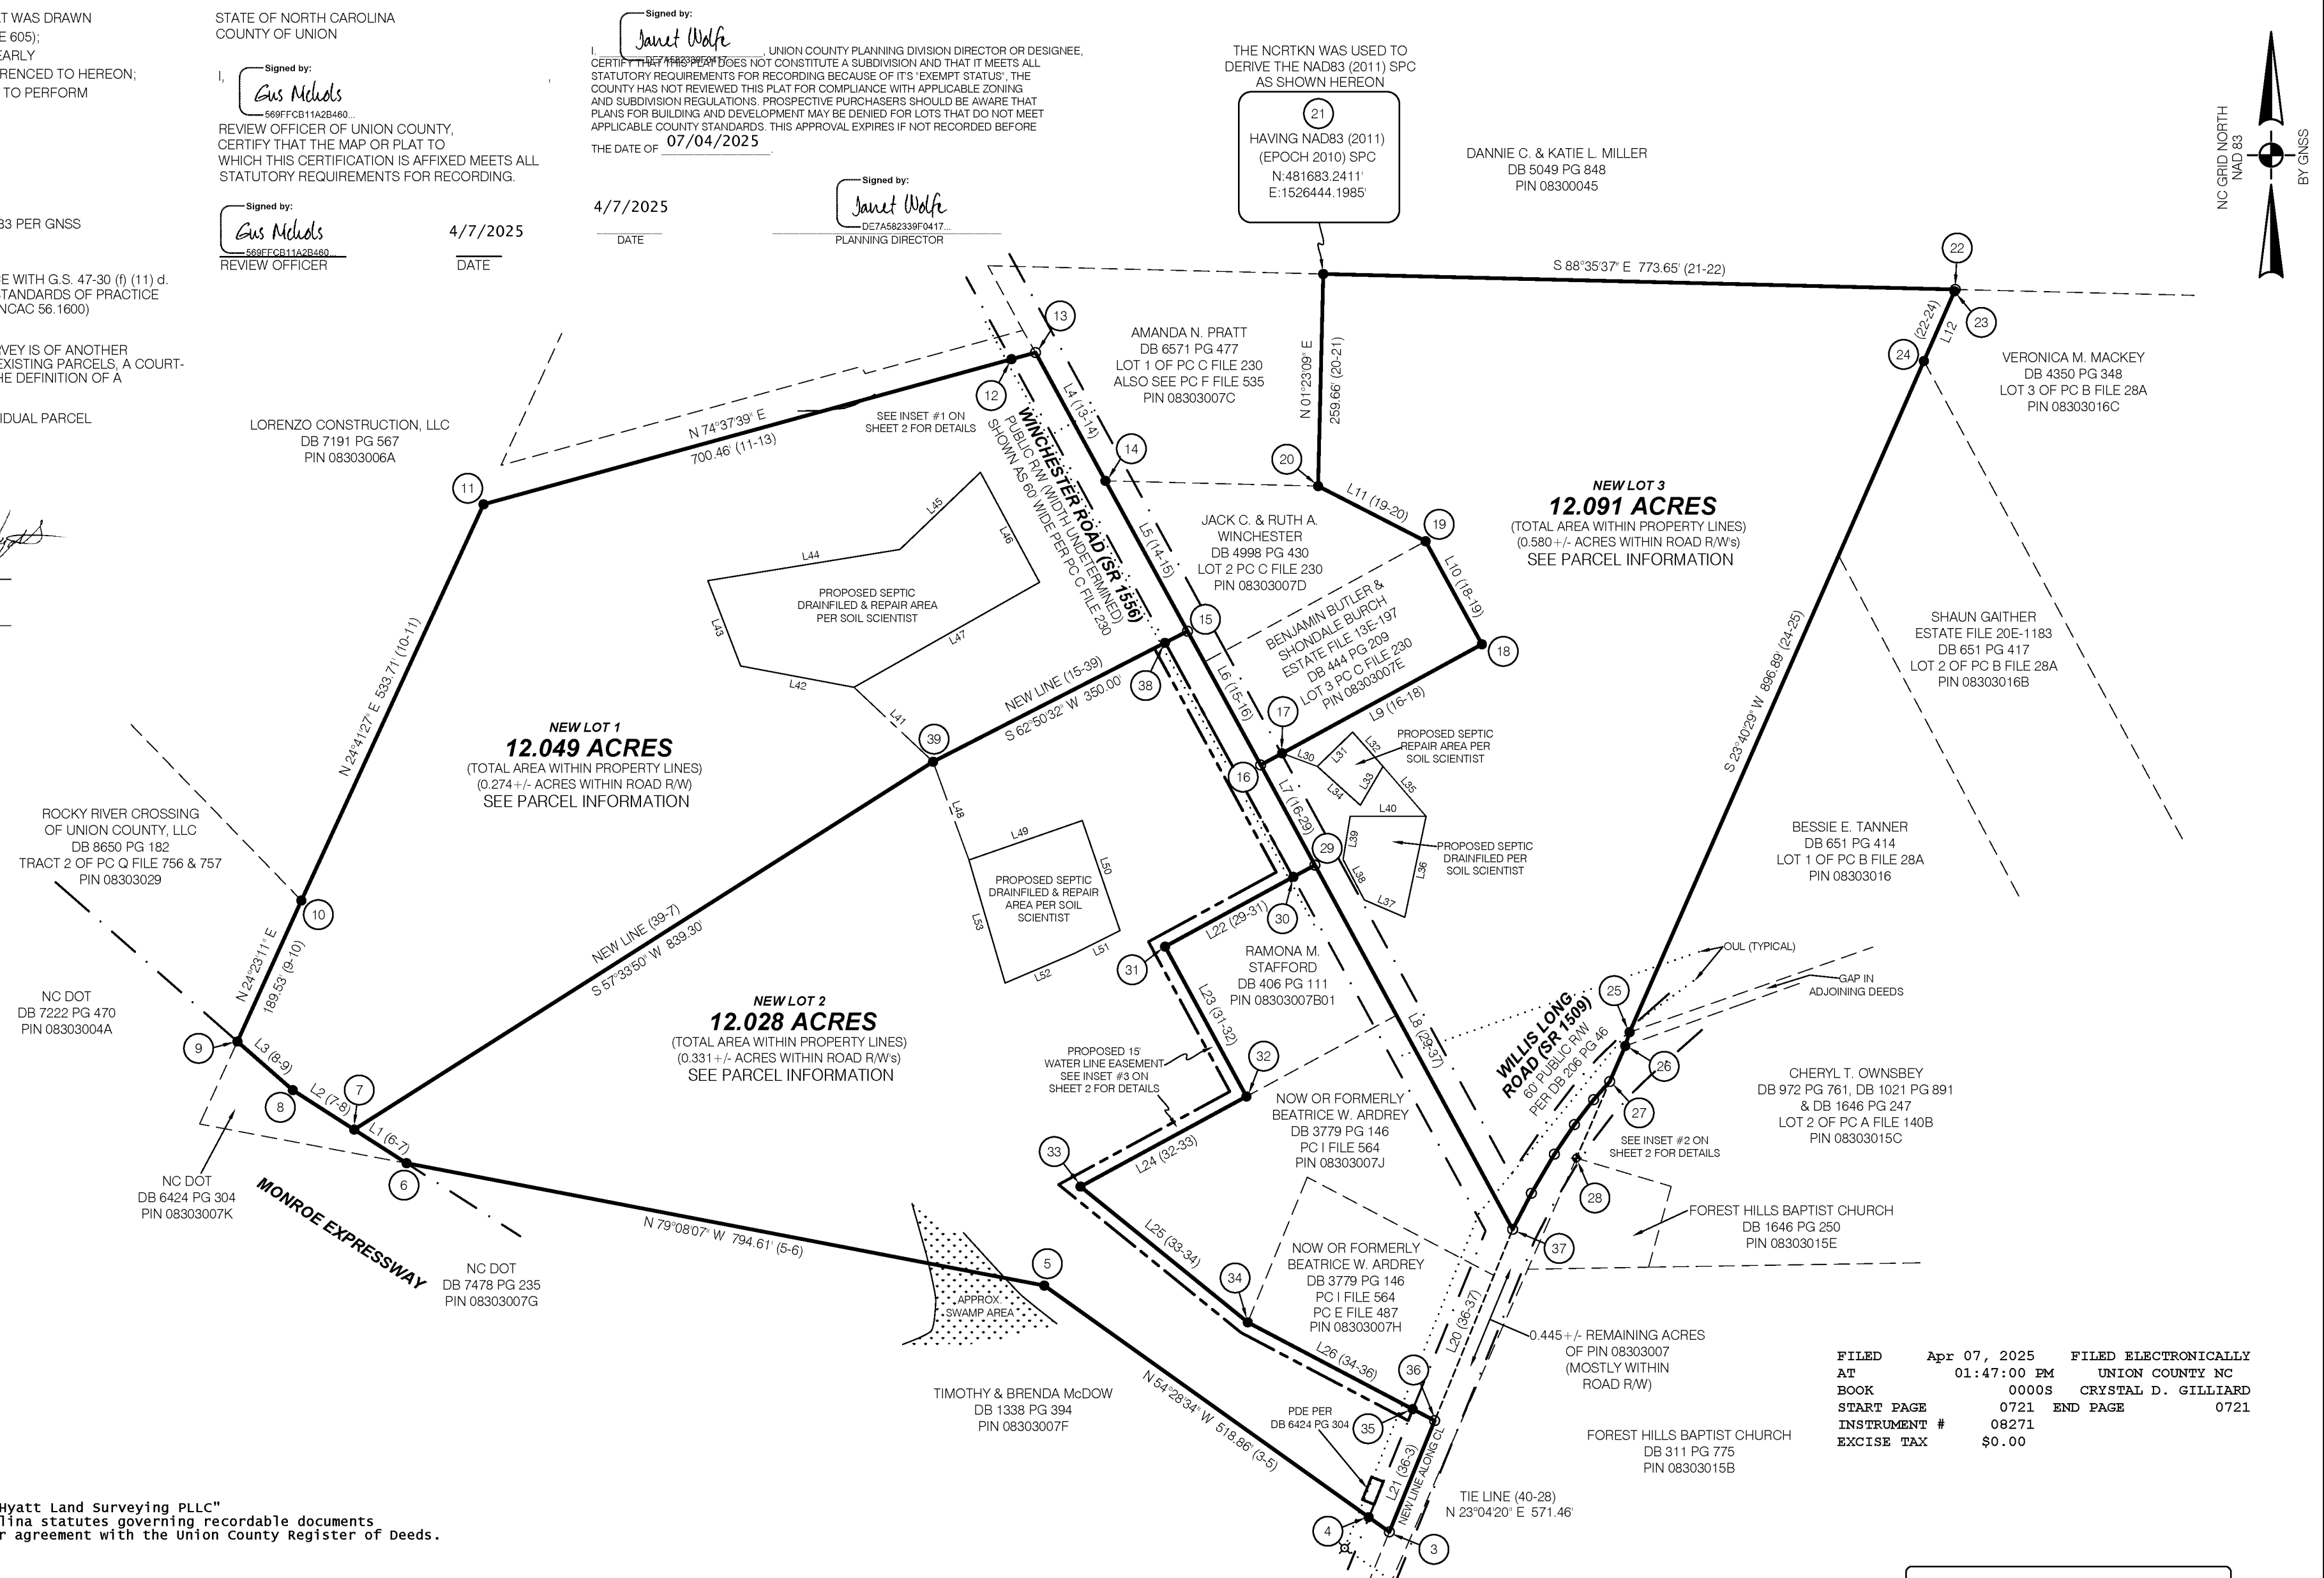 T WAS DRAWN
E 605);
EARLY
RENCED TO HEREON;
TO PERFORM
83 PER GNSS
E WITH G.S. 47-30 (f) (11) d.
TANDARDS OF PRACTICE
NCAC 56.1600)
VEY IS OF ANOTHER
EXISTING PARCELS, A COURT-
HE DEFINITION OF A
IDUAL PARCEL
STATE OF NORTH CAROLINA
COUNTY OF UNION
I,
Signed by:
Gus Nichols
569FFCB11A2B460...
,
REVIEW OFFICER OF UNION COUNTY,
CERTIFY THAT THE MAP OR PLAT TO
WHICH THIS CERTIFICATION IS AFFIXED MEETS ALL
STATUTORY REQUIREMENTS FOR RECORDING.
Signed by:
Gus Nichols
569FFCB11A2B460...
4/7/2025
REVIEW OFFICER
DATE
Signed by:
Janet Wolfe
DE7A582339F0417...
I. , UNION COUNTY PLANNING DIVISION DIRECTOR OR DESIGNEE,
CERTIFY THAT THIS PLAT DOES NOT CONSTITUTE A SUBDIVISION AND THAT IT MEETS ALL
STATUTORY REQUIREMENTS FOR RECORDING BECAUSE OF IT'S "EXEMPT STATUS", THE
COUNTY HAS NOT REVIEWED THIS PLAT FOR COMPLIANCE WITH APPLICABLE ZONING
AND SUBDIVISION REGULATIONS. PROSPECTIVE PURCHASERS SHOULD BE AWARE THAT
PLANS FOR BUILDING AND DEVELOPMENT MAY BE DENIED FOR LOTS THAT DO NOT MEET
APPLICABLE COUNTY STANDARDS. THIS APPROVAL EXPIRES IF NOT RECORDED BEFORE
THE DATE OF 07/04/2025.
4/7/2025
DATE
Signed by:
Janet Wolfe
DE7A582339F0417...
PLANNING DIRECTOR
THE NCRTKN WAS USED TO
DERIVE THE NAD83 (2011) SPC
AS SHOWN HEREON
21
HAVING NAD83 (2011)
(EPOCH 2010) SPC
N:481683.2411'
E:1526444.1985'
DANNIE C. & KATIE L. MILLER
DB 5049 PG 848
PIN 08300045
NC GRID NORTH
NAD 83
BY GNSS
S 88°35'37" E 773.65' (21-22)
22
23
24
(22-24)
L12
VERONICA M. MACKEY
DB 4350 PG 348
LOT 3 OF PC B FILE 28A
PIN 08303016C
13
12
AMANDA N. PRATT
DB 6571 PG 477
LOT 1 OF PC C FILE 230
ALSO SEE PC F FILE 535
PIN 08303007C
N 01°23'09" E
259.66' (20-21)
L4 (13-14)
14
20
L11 (19-20)
19
L10 (18-19)
18
LORENZO CONSTRUCTION, LLC
DB 7191 PG 567
PIN 08303006A
N 74°37'39" E
700.46' (11-13)
SEE INSET #1 ON
SHEET 2 FOR DETAILS
WINCHESTER ROAD (SR 1556)
PUBLIC R/W (WIDTH UNDETERMINED)
SHOWN AS 60' WIDE PER PC C FILE 230
11
L5 (14-15)
JACK C. & RUTH A.
WINCHESTER
DB 4998 PG 430
LOT 2 PC C FILE 230
PIN 08303007D
NEW LOT 3
12.091 ACRES
(TOTAL AREA WITHIN PROPERTY LINES)
(0.580+/- ACRES WITHIN ROAD R/W's)
SEE PARCEL INFORMATION
L45
L44
L46
L43
L47
L42
L41
PROPOSED SEPTIC
DRAINFILED & REPAIR AREA
PER SOIL SCIENTIST
15
BENJAMIN BUTLER &
SHONDALE BURCH
ESTATE FILE 13E-197
DB 444 PG 209
LOT 3 PC C FILE 230
PIN 08303007E
SHAUN GAITHER
ESTATE FILE 20E-1183
DB 651 PG 417
LOT 2 OF PC B FILE 28A
PIN 08303016B
S 23°40'29" W 896.89' (24-25)
N 24°41'27" E 533.71' (10-11)
38
L6 (15-16)
L9 (16-18)
17
NEW LINE (15-39)
S 62°50'32" W 350.00'
39
NEW LOT 1
12.049 ACRES
(TOTAL AREA WITHIN PROPERTY LINES)
(0.274+/- ACRES WITHIN ROAD R/W)
SEE PARCEL INFORMATION
16
L30
L31
L32
L33
L34
L35
PROPOSED SEPTIC
REPAIR AREA PER
SOIL SCIENTIST
L7 (16-29)
L40
L39
L38
L36
L37
29
PROPOSED SEPTIC
DRAINFILED PER
SOIL SCIENTIST
BESSIE E. TANNER
DB 651 PG 414
LOT 1 OF PC B FILE 28A
PIN 08303016
ROCKY RIVER CROSSING
OF UNION COUNTY, LLC
DB 8650 PG 182
TRACT 2 OF PC Q FILE 756 & 757
PIN 08303029
10
N 24°23'11" E
189.53' (9-10)
L48
L49
L50
L51
L52
L53
PROPOSED SEPTIC
DRAINFILED & REPAIR
AREA PER SOIL
SCIENTIST
30
L22 (29-31)
31
RAMONA M.
STAFFORD
DB 406 PG 111
PIN 08303007B01
NEW LINE (39-7)
S 57°33'50" W 839.30'
NC DOT
DB 7222 PG 470
PIN 08303004A
9
L3 (8-9)
8
L2 (7-8)
7
L1 (6-7)
6
NEW LOT 2
12.028 ACRES
(TOTAL AREA WITHIN PROPERTY LINES)
(0.331+/- ACRES WITHIN ROAD R/W's)
SEE PARCEL INFORMATION
L23 (31-32)
32
PROPOSED 15'
WATER LINE EASEMENT
SEE INSET #3 ON
SHEET 2 FOR DETAILS
L8 (29-37)
WILLIS LONG
ROAD (SR 1509)
60' PUBLIC R/W
PER DB 206 PG 46
25
26
27
28
OUL (TYPICAL)
GAP IN
ADJOINING DEEDS
SEE INSET #2 ON
SHEET 2 FOR DETAILS
CHERYL T. OWNSBEY
DB 972 PG 761, DB 1021 PG 891
& DB 1646 PG 247
LOT 2 OF PC A FILE 140B
PIN 08303015C
NOW OR FORMERLY
BEATRICE W. ARDREY
DB 3779 PG 146
PC I FILE 564
PIN 08303007J
L24 (32-33)
33
NC DOT
DB 6424 PG 304
PIN 08303007K
MONROE EXPRESSWAY
NC DOT
DB 7478 PG 235
PIN 08303007G
N 79°08'07" W 794.61' (5-6)
5
APPROX.
SWAMP AREA
L25 (33-34)
34
37
FOREST HILLS BAPTIST CHURCH
DB 1646 PG 250
PIN 08303015E
NOW OR FORMERLY
BEATRICE W. ARDREY
DB 3779 PG 146
PC I FILE 564
PC E FILE 487
PIN 08303007H
L20 (36-37)
0.445+/- REMAINING ACRES
OF PIN 08303007
(MOSTLY WITHIN
ROAD R/W)
L26 (34-36)
36
35
TIMOTHY & BRENDA McDOW
DB 1338 PG 394
PIN 08303007F
N 54°28'34" W 518.86' (3-5)
PDE PER
DB 6424 PG 304
L21 (36-3)
NEW LINE ALONG CL
4
3
TIE LINE (40-28)
N 23°04'20" E 571.46'
FOREST HILLS BAPTIST CHURCH
DB 311 PG 775
PIN 08303015B
FILED Apr 07, 2025 FILED ELECTRONICALLY
AT 01:47:00 PM UNION COUNTY NC
BOOK 0000S CRYSTAL D. GILLIARD
START PAGE 0721 END PAGE 0721
INSTRUMENT # 08271
EXCISE TAX $0.00
Hyatt Land Surveying PLLC"
lina statutes governing recordable documents
r agreement with the Union County Register of Deeds.